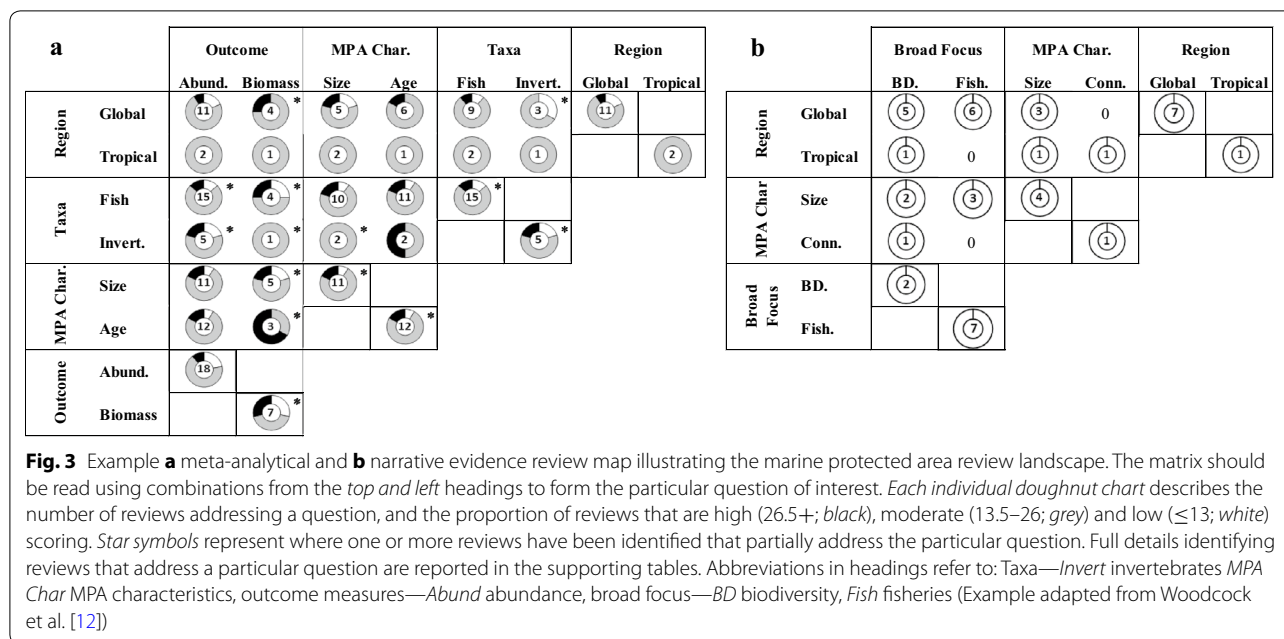 a
Outcome MPA Char. Taxa Region
Abund. Biomass Size Age Fish Invert. Global Tropical
Region
Global 11 4 * 5 6 9 3 * 11
Tropical 2 1 2 1 2 1 2
Taxa
Fish 15 * 4 * 10 11 15 *
Invert. 5 * 1 * 2 * 2 5 *
MPA Char.
Size 11 5 * 11 *
Age 12 3 * 12 *
Outcome
Abund. 18
Biomass 7 *
b
Broad Focus MPA Char. Region
BD. Fish. Size Conn. Global Tropical
Region
Global 5 6 3 0 7
Tropical 1 0 1 1 1
MPA Char
Size 2 3 4
Conn. 1 0 1
Broad
Focus
BD. 2
Fish. 7
Fig. 3 Example a meta-analytical and b narrative evidence review map illustrating the marine protected area review landscape. The matrix should
be read using combinations from the top and left headings to form the particular question of interest. Each individual doughnut chart describes the
number of reviews addressing a question, and the proportion of reviews that are high (26.5+; black), moderate (13.5–26; grey) and low (≤13; white)
scoring. Star symbols represent where one or more reviews have been identified that partially address the particular question. Full details identifying
reviews that address a particular question are reported in the supporting tables. Abbreviations in headings refer to: Taxa—Invert invertebrates MPA
Char MPA characteristics, outcome measures—Abund abundance, broad focus—BD biodiversity, Fish fisheries (Example adapted from Woodcock
et al. [12])